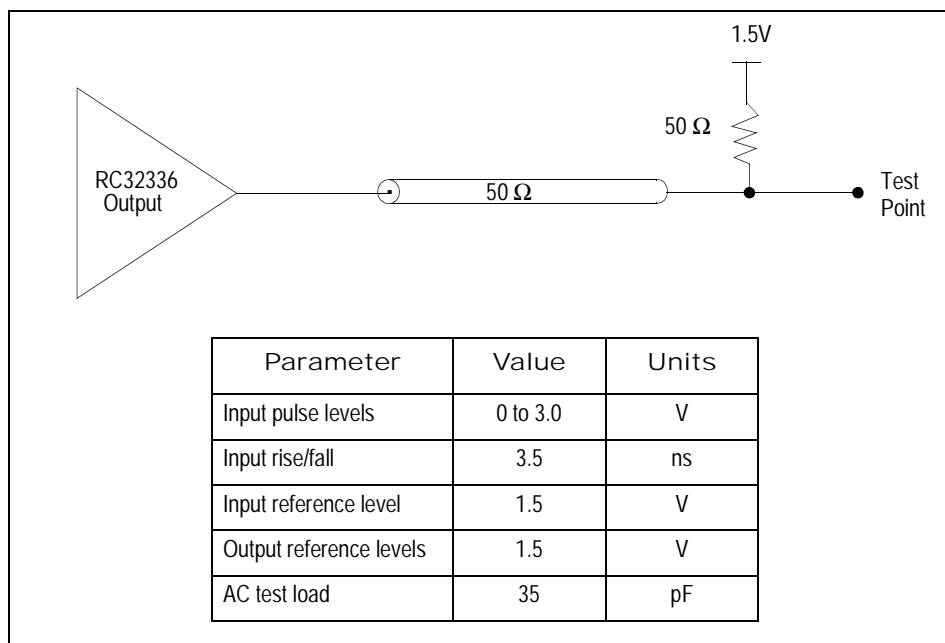 1.5V
50 Ω
RC32336
Output
50 Ω
Test
Point
Parameter Value Units
Input pulse levels 0 to 3.0 V
Input rise/fall 3.5 ns
Input reference level 1.5 V
Output reference levels 1.5 V
AC test load 35 pF